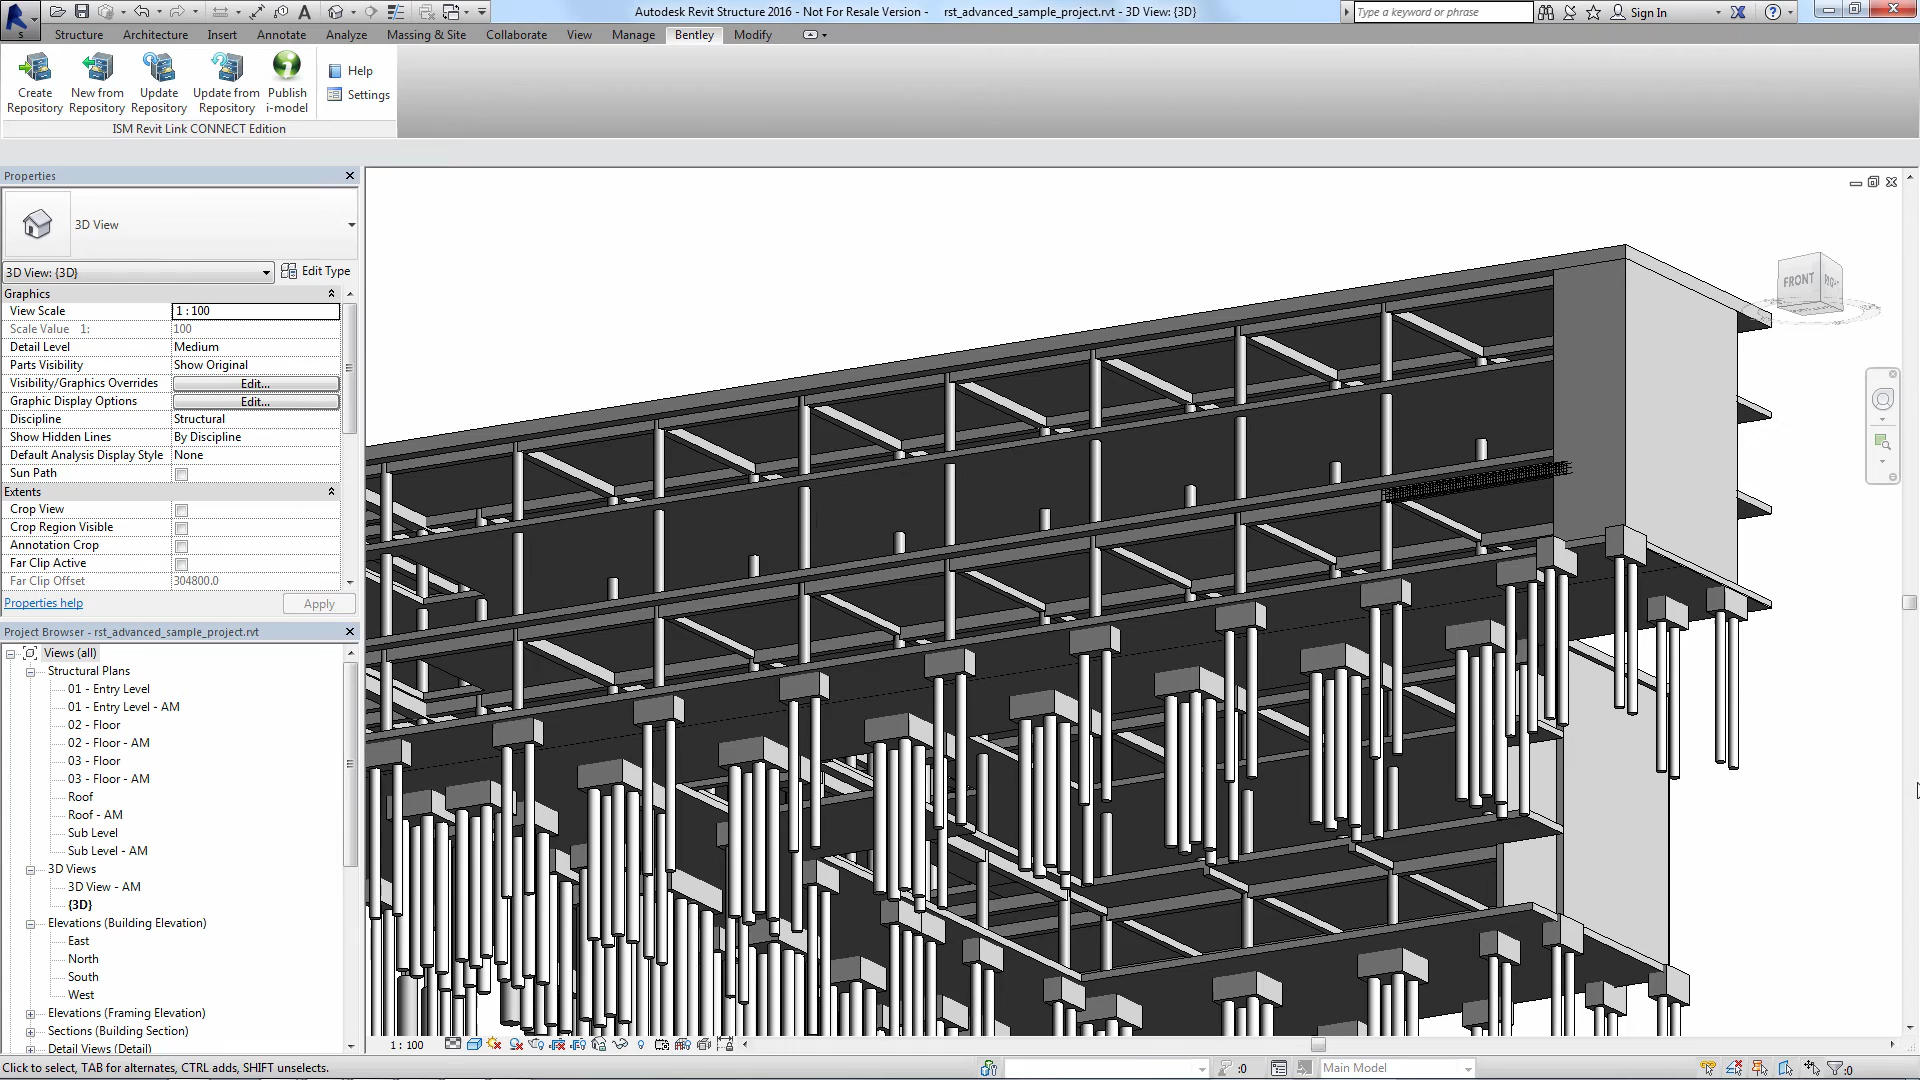 Autodesk Revit Structure 2016 - Not For Resale Version -    rst_advanced_sample_project.rvt - 3D View: {3D}
Type a keyword or phrase
Sign In
Structure Architecture Insert Annotate Analyze Massing & Site Collaborate View Manage Bentley Modify
Create Repository
New from Repository
Update Repository
Update from Repository
Publish i-model
Help
Settings
ISM Revit Link CONNECT Edition
Properties
3D View
3D View: {3D}
Edit Type
Graphics
View Scale 1 : 100
Scale Value 1: 100
Detail Level Medium
Parts Visibility Show Original
Visibility/Graphics Overrides Edit...
Graphic Display Options Edit...
Discipline Structural
Show Hidden Lines By Discipline
Default Analysis Display Style None
Sun Path
Extents
Crop View
Crop Region Visible
Annotation Crop
Far Clip Active
Far Clip Offset 304800.0
Properties help
Apply
Project Browser - rst_advanced_sample_project.rvt
Views (all)
Structural Plans
01 - Entry Level
01 - Entry Level - AM
02 - Floor
02 - Floor - AM
03 - Floor
03 - Floor - AM
Roof
Roof - AM
Sub Level
Sub Level - AM
3D Views
3D View - AM
{3D}
Elevations (Building Elevation)
East
North
South
West
Elevations (Framing Elevation)
Sections (Building Section)
Detail Views (Detail)
FRONT
RIGHT
1 : 100
Click to select, TAB for alternates, CTRL adds, SHIFT unselects.
:0
Main Model
:0